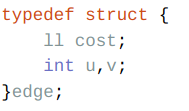 typedef struct {
    ll cost;
    int u,v;
}edge;